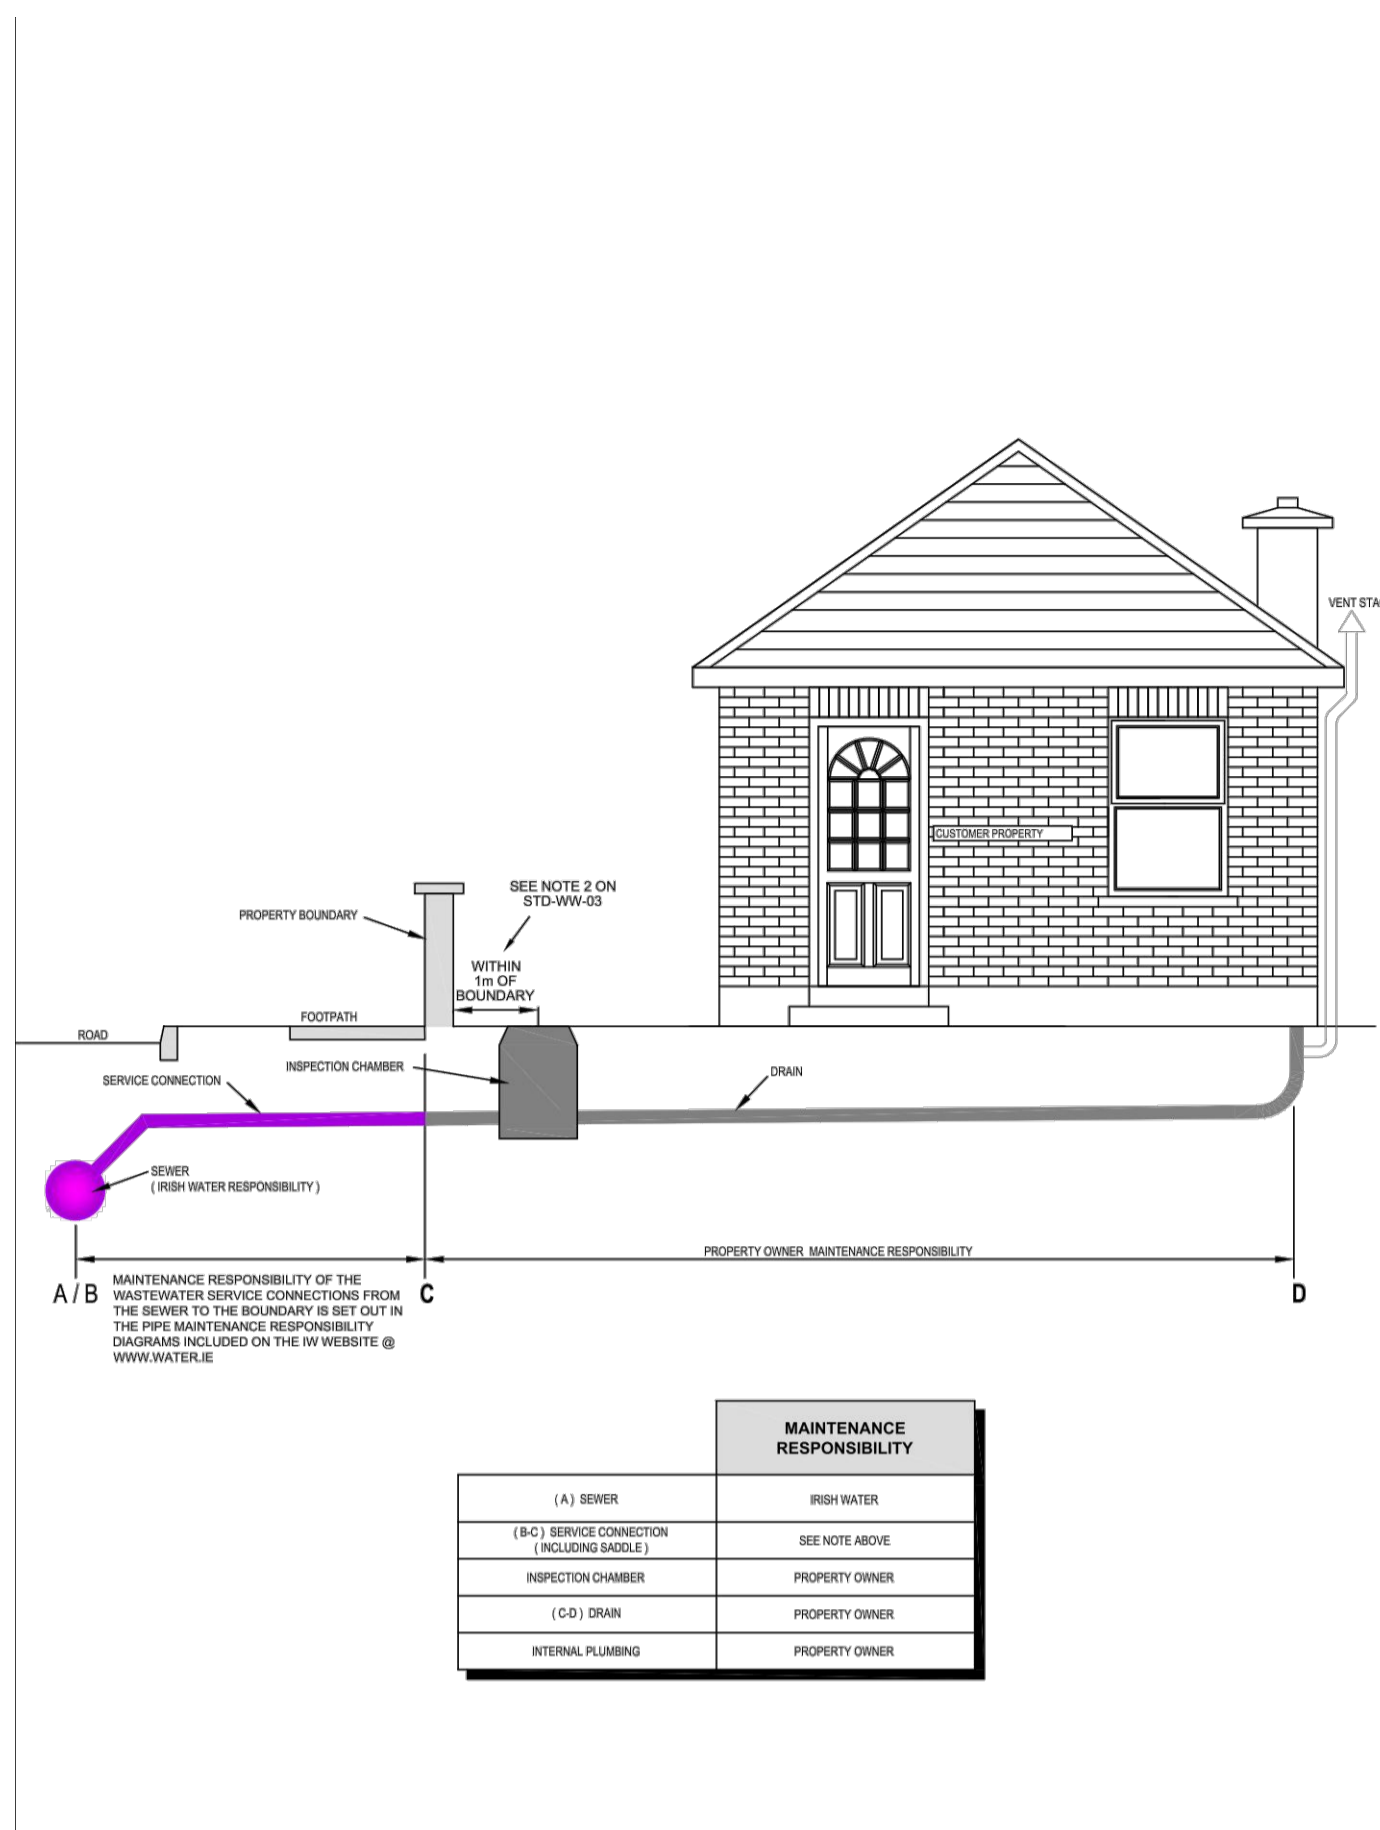 VENT STA
CUSTOMER PROPERTY
SEE NOTE 2 ON
STD-WW-03
PROPERTY BOUNDARY
WITHIN
1m OF
BOUNDARY
FOOTPATH
ROAD
INSPECTION CHAMBER
DRAIN
SERVICE CONNECTION
SEWER
( IRISH WATER RESPONSIBILITY )
PROPERTY OWNER MAINTENANCE RESPONSIBILITY
A / B
C
D
MAINTENANCE RESPONSIBILITY OF THE
WASTEWATER SERVICE CONNECTIONS FROM
THE SEWER TO THE BOUNDARY IS SET OUT IN
THE PIPE MAINTENANCE RESPONSIBILITY
DIAGRAMS INCLUDED ON THE IW WEBSITE @
WWW.WATER.IE
MAINTENANCE
RESPONSIBILITY
( A ) SEWER
IRISH WATER
( B-C ) SERVICE CONNECTION
( INCLUDING SADDLE )
SEE NOTE ABOVE
INSPECTION CHAMBER
PROPERTY OWNER
( C-D ) DRAIN
PROPERTY OWNER
INTERNAL PLUMBING
PROPERTY OWNER